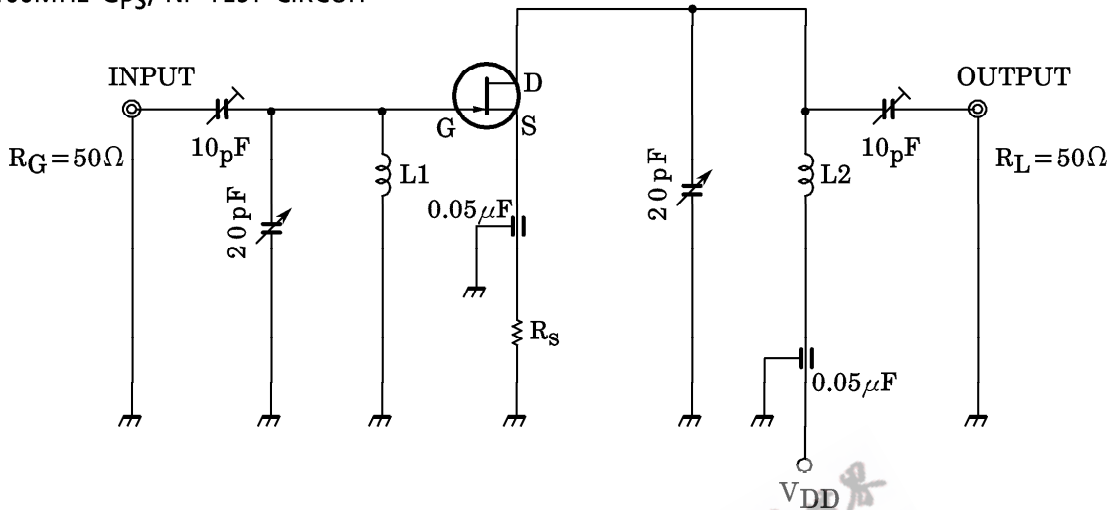 INPUT
D
OUTPUT
G
S
10pF
10pF
RG=50Ω
L1
L2
RL=50Ω
20pF
0.05μF
20pF
Rs
0.05μF
VDD